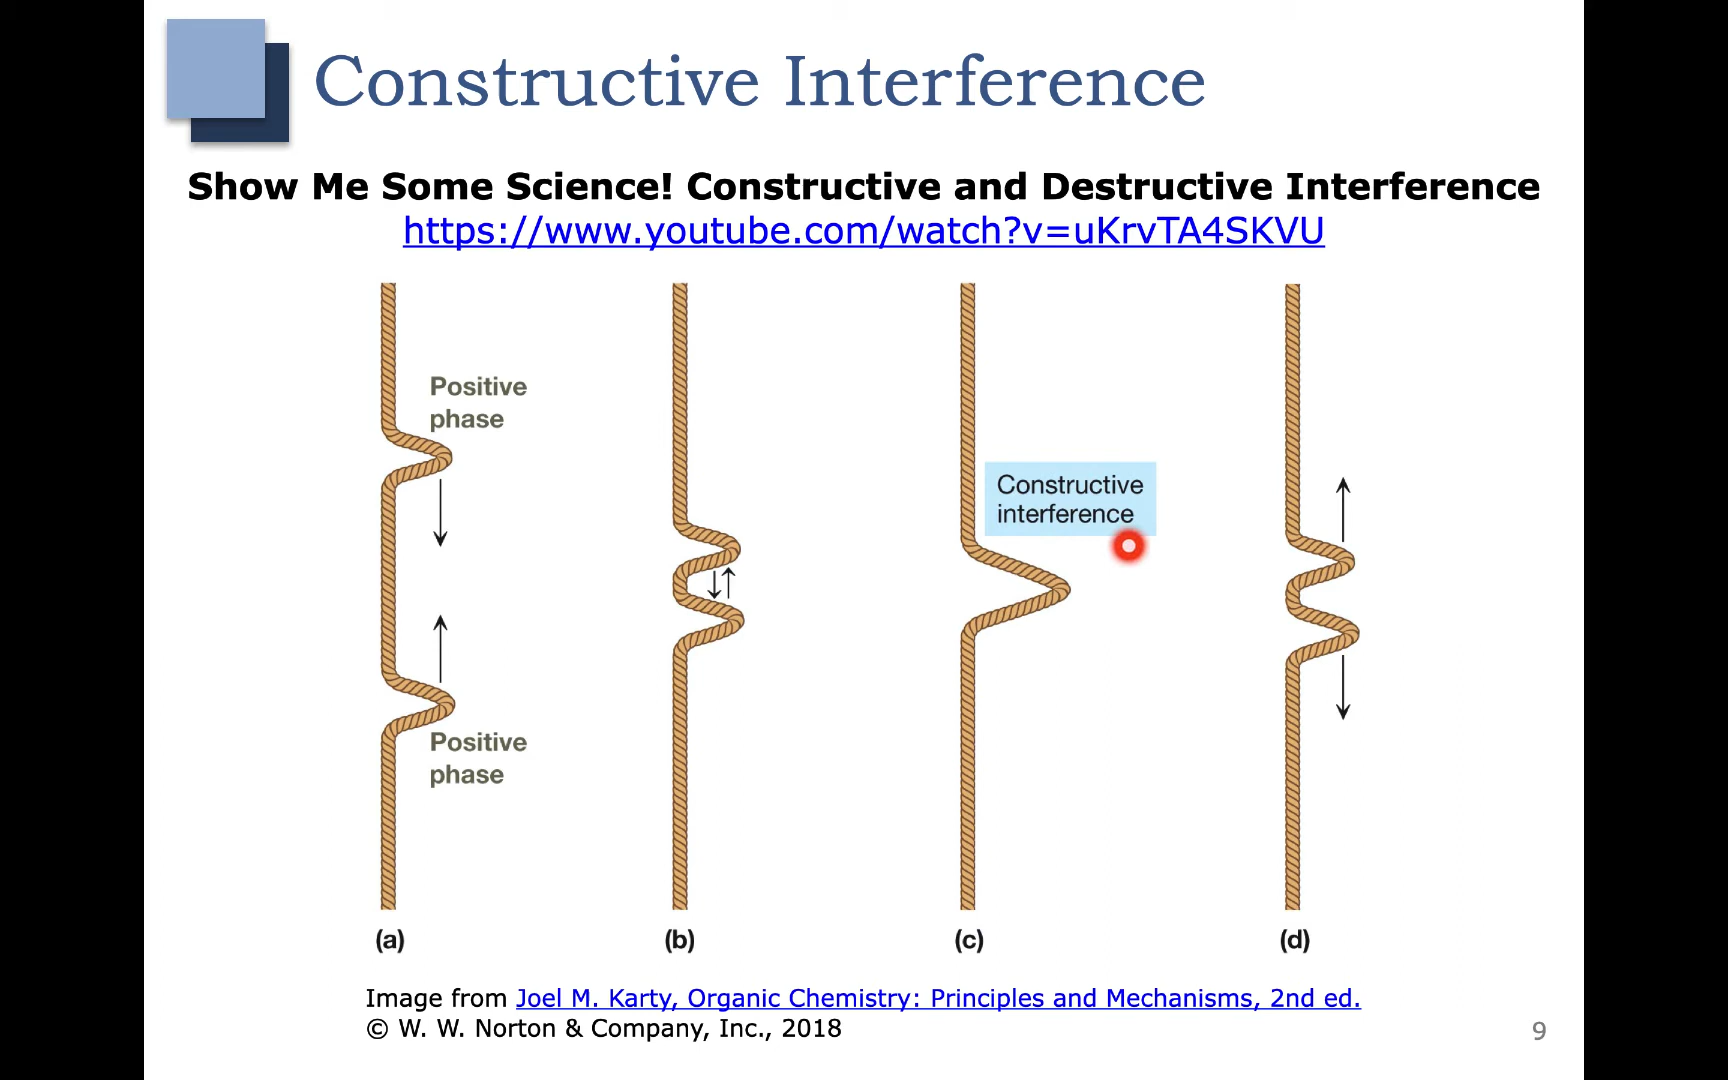 Constructive Interference
Show Me Some Science! Constructive and Destructive Interference
https://www.youtube.com/watch?v=uKrvTA4SKVU
Positive
phase
Positive
phase
Constructive
interference
(a)
(b)
(c)
(d)
Image from Joel M. Karty, Organic Chemistry: Principles and Mechanisms, 2nd ed.
© W. W. Norton & Company, Inc., 2018
9